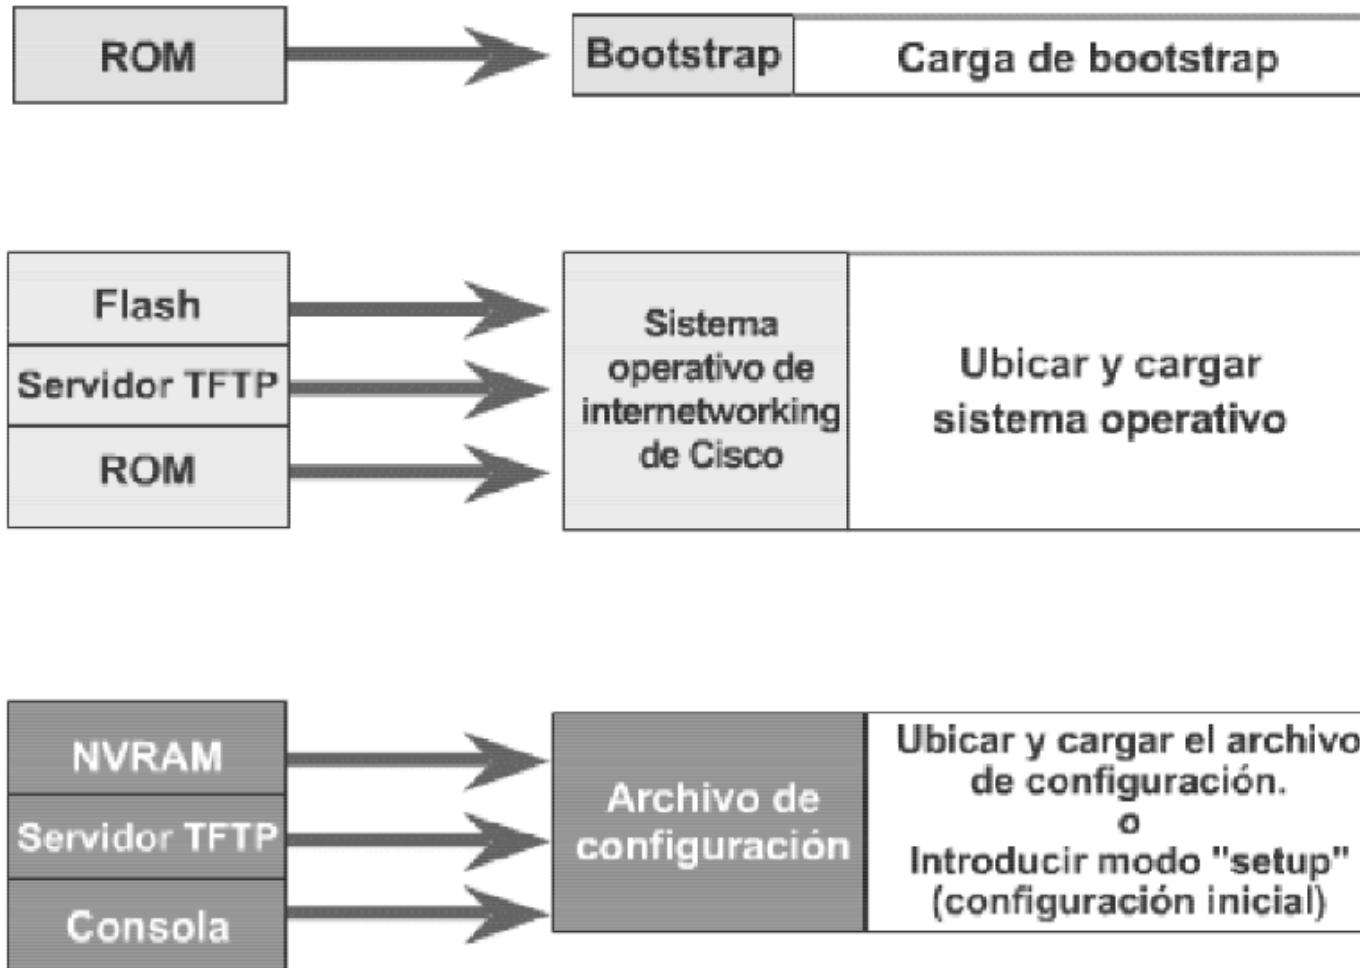 ROM
Bootstrap
Carga de bootstrap
Flash
Servidor TFTP
ROM
Sistema
operativo de
internetworking
de Cisco
Ubicar y cargar
sistema operativo
NVRAM
Servidor TFTP
Consola
Archivo de
configuración
Ubicar y cargar el archivo
de configuración.
o
Introducir modo "setup"
(configuración inicial)